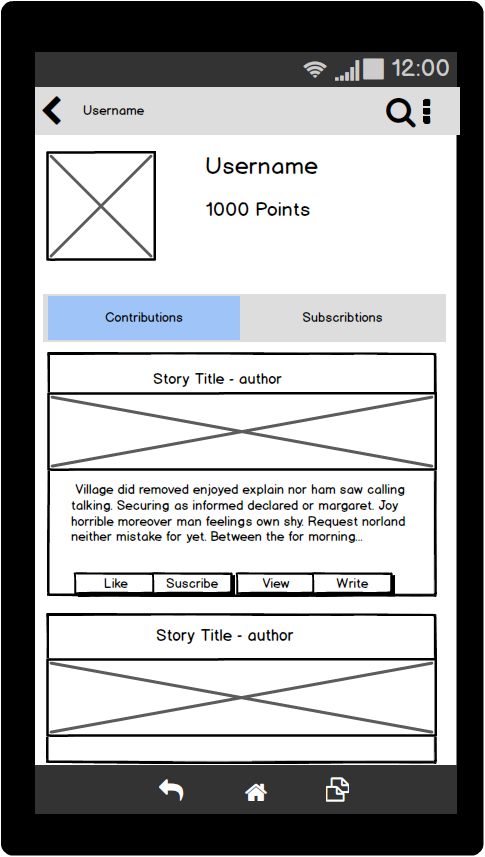 12:00
Username
Username
1000 Points
Contributions
Subscribtions
Story Title - author
Village did removed enjoyed explain nor ham saw calling
talking. Securing as informed declared or margaret. Joy
horrible moreover man feelings own shy. Request norland
neither mistake for yet. Between the for morning...
Like
Suscribe
View
Write
Story Title - author